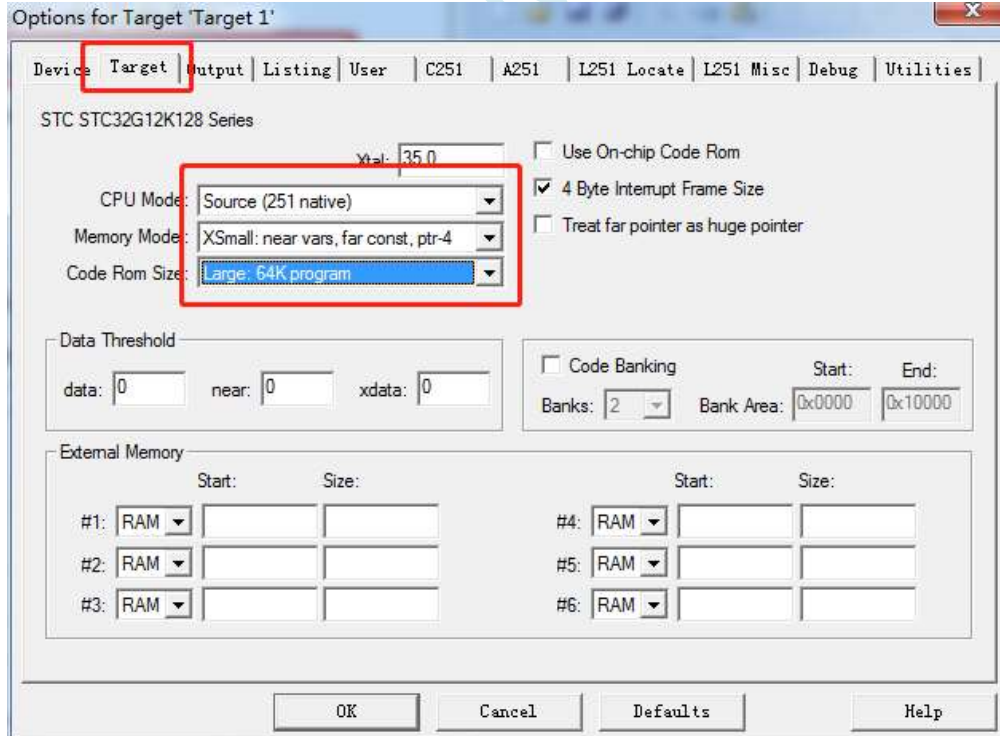 Options for Target 'Target 1'
Device Target Output Listing User C251 A251 L251 Locate L251 Misc Debug Utilities
STC STC32G12K128 Series
Xtal: 35.0
Use On-chip Code Rom
CPU Mode: Source (251 native)
4 Byte Interrupt Frame Size
Memory Model: XSmall: near vars, far const, ptr-4
Treat far pointer as huge pointer
Code Rom Size: Large: 64K program
Data Threshold
data: 0 near: 0 xdata: 0
Code Banking Start: End:
Banks: 2 Bank Area: 0x0000 0x10000
External Memory
Start: Size: Start: Size:
#1: RAM #4: RAM
#2: RAM #5: RAM
#3: RAM #6: RAM
OK Cancel Defaults Help